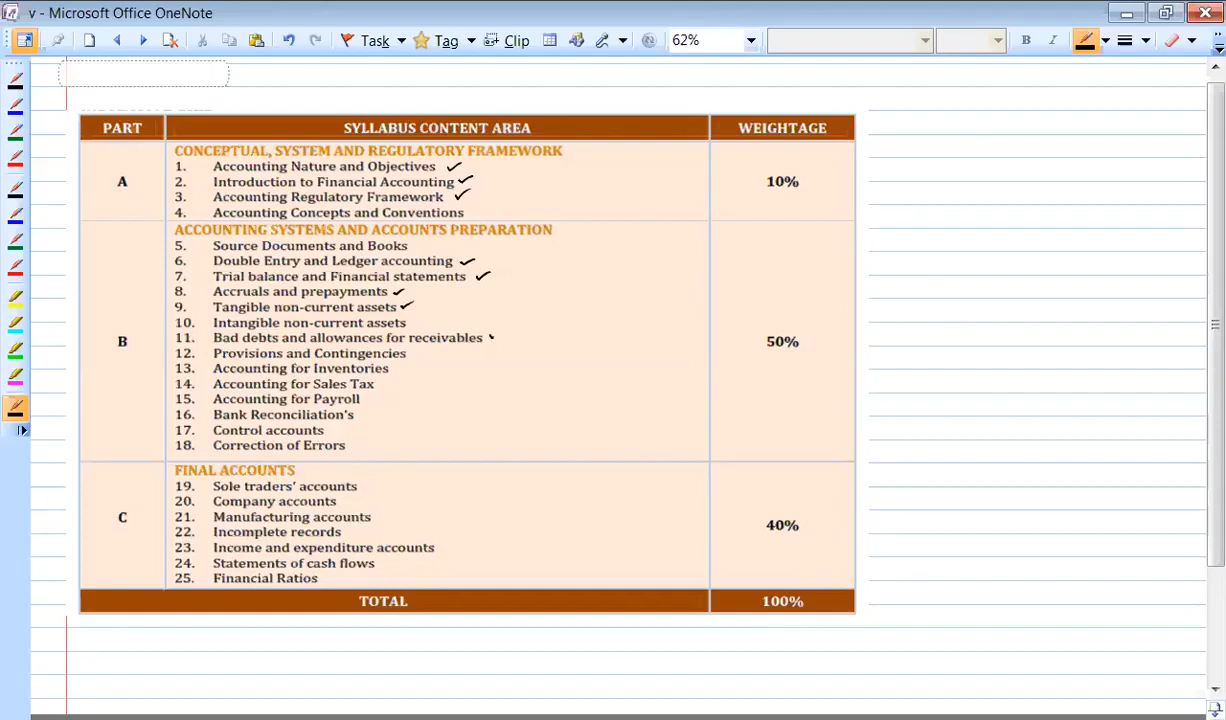 v - Microsoft Office OneNote
Task Tag Clip 62%
PART SYLLABUS CONTENT AREA WEIGHTAGE
CONCEPTUAL, SYSTEM AND REGULATORY FRAMEWORK
1. Accounting Nature and Objectives
A 2. Introduction to Financial Accounting 10%
3. Accounting Regulatory Framework
4. Accounting Concepts and Conventions
ACCOUNTING SYSTEMS AND ACCOUNTS PREPARATION
5. Source Documents and Books
6. Double Entry and Ledger accounting
7. Trial balance and Financial statements
8. Accruals and prepayments
9. Tangible non-current assets
10. Intangible non-current assets
B 11. Bad debts and allowances for receivables 50%
12. Provisions and Contingencies
13. Accounting for Inventories
14. Accounting for Sales Tax
15. Accounting for Payroll
16. Bank Reconciliation's
17. Control accounts
18. Correction of Errors
FINAL ACCOUNTS
19. Sole traders' accounts
20. Company accounts
C 21. Manufacturing accounts 40%
22. Incomplete records
23. Income and expenditure accounts
24. Statements of cash flows
25. Financial Ratios
TOTAL 100%